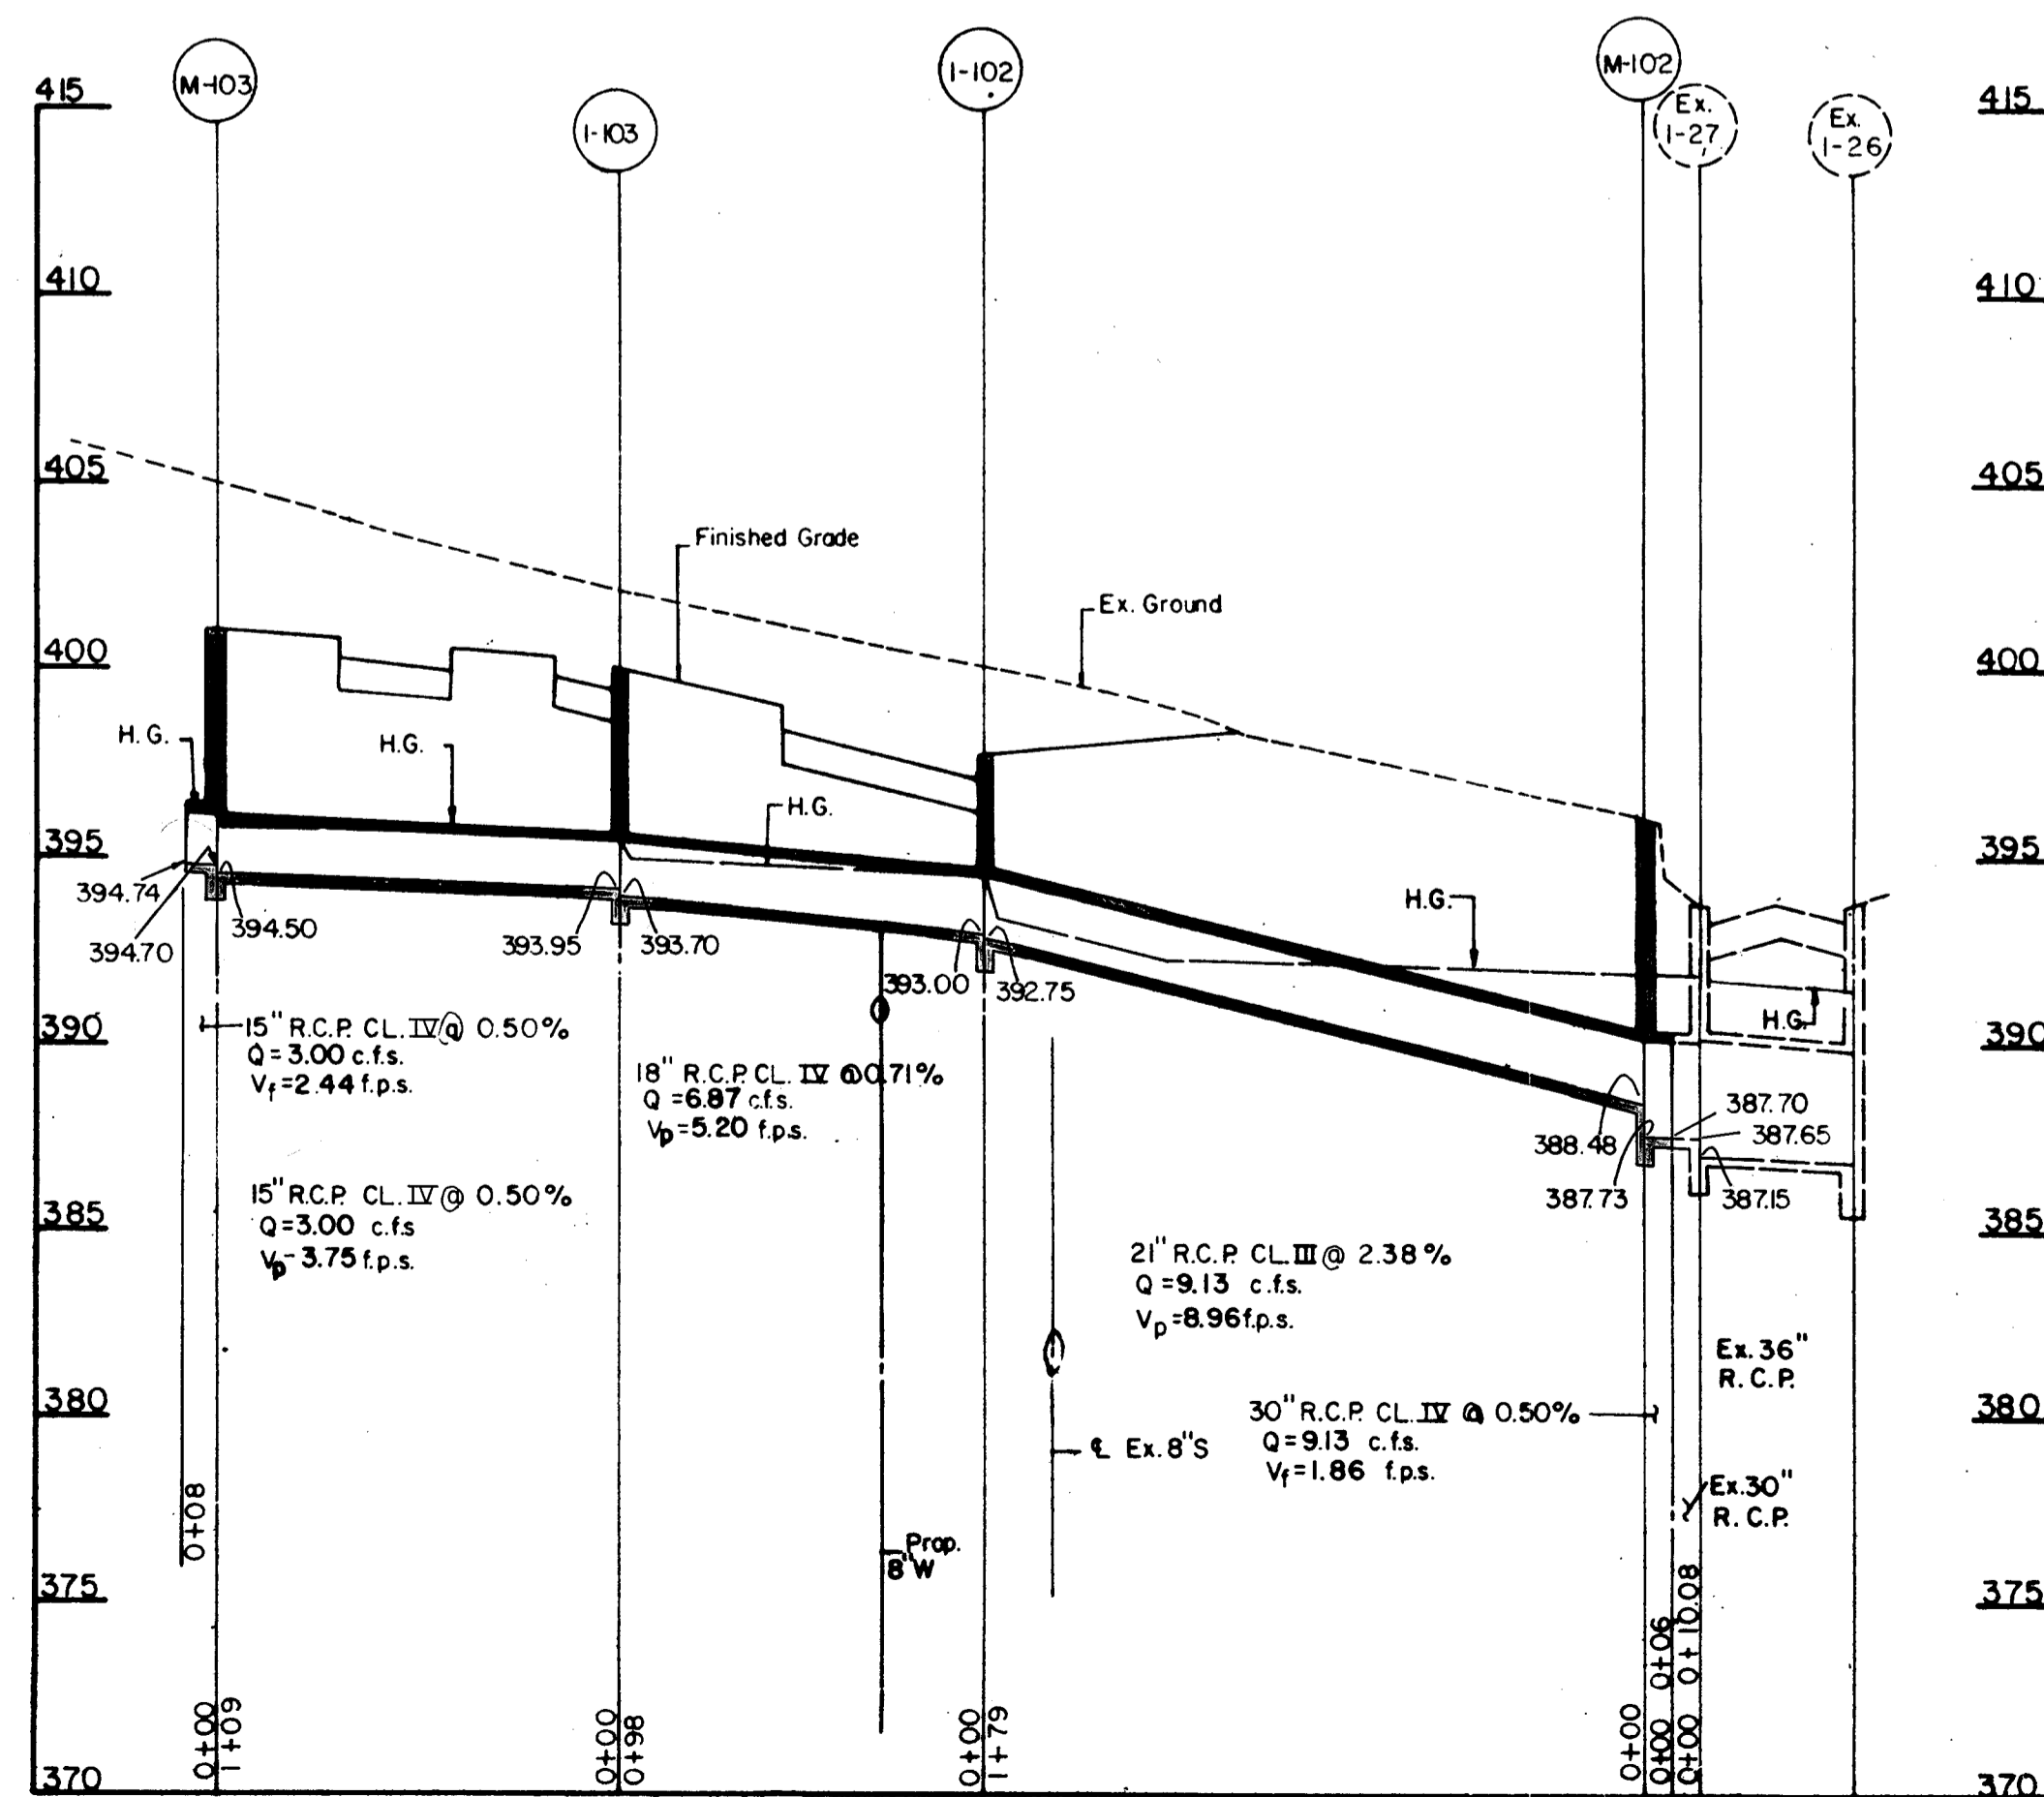 M-103
I-103
I-102
M-102
Ex.
I-27
Ex.
I-26
415
415
410
410
405
405
Finished Grade
Ex. Ground
400
400
H.G.
H.G.
H.G.
395
395
394.74
394.70
394.50
393.95
393.70
393.00
392.75
H.G.
H.G.
390
390
15" R.C.P. CL. IV @ 0.50%
Q = 3.00 c.f.s.
Vf = 2.44 f.p.s.
18" R.C.P. CL. IV @ 0.71%
Q = 6.87 c.f.s.
Vp = 5.20 f.p.s.
388.48
387.73
387.70
387.65
387.15
15" R.C.P. CL. IV @ 0.50%
Q = 3.00 c.f.s
Vp - 3.75 f.p.s.
385
385
21" R.C.P. CL. III @ 2.38%
Q = 9.13 c.f.s.
Vp = 8.96 f.p.s.
Ex. 36"
R.C.P.
380
380
30" R.C.P. CL. IV @ 0.50%
Q = 9.13 c.f.s.
Vf = 1.86 f.p.s.
℄ Ex. 8" S
Ex. 30"
R.C.P.
0+08
Prop.
8" W
375
375
0+00
1+09
0+00
0+98
0+00
1+79
0+00
0+00 0+06
0+00 0+10.08
370
370